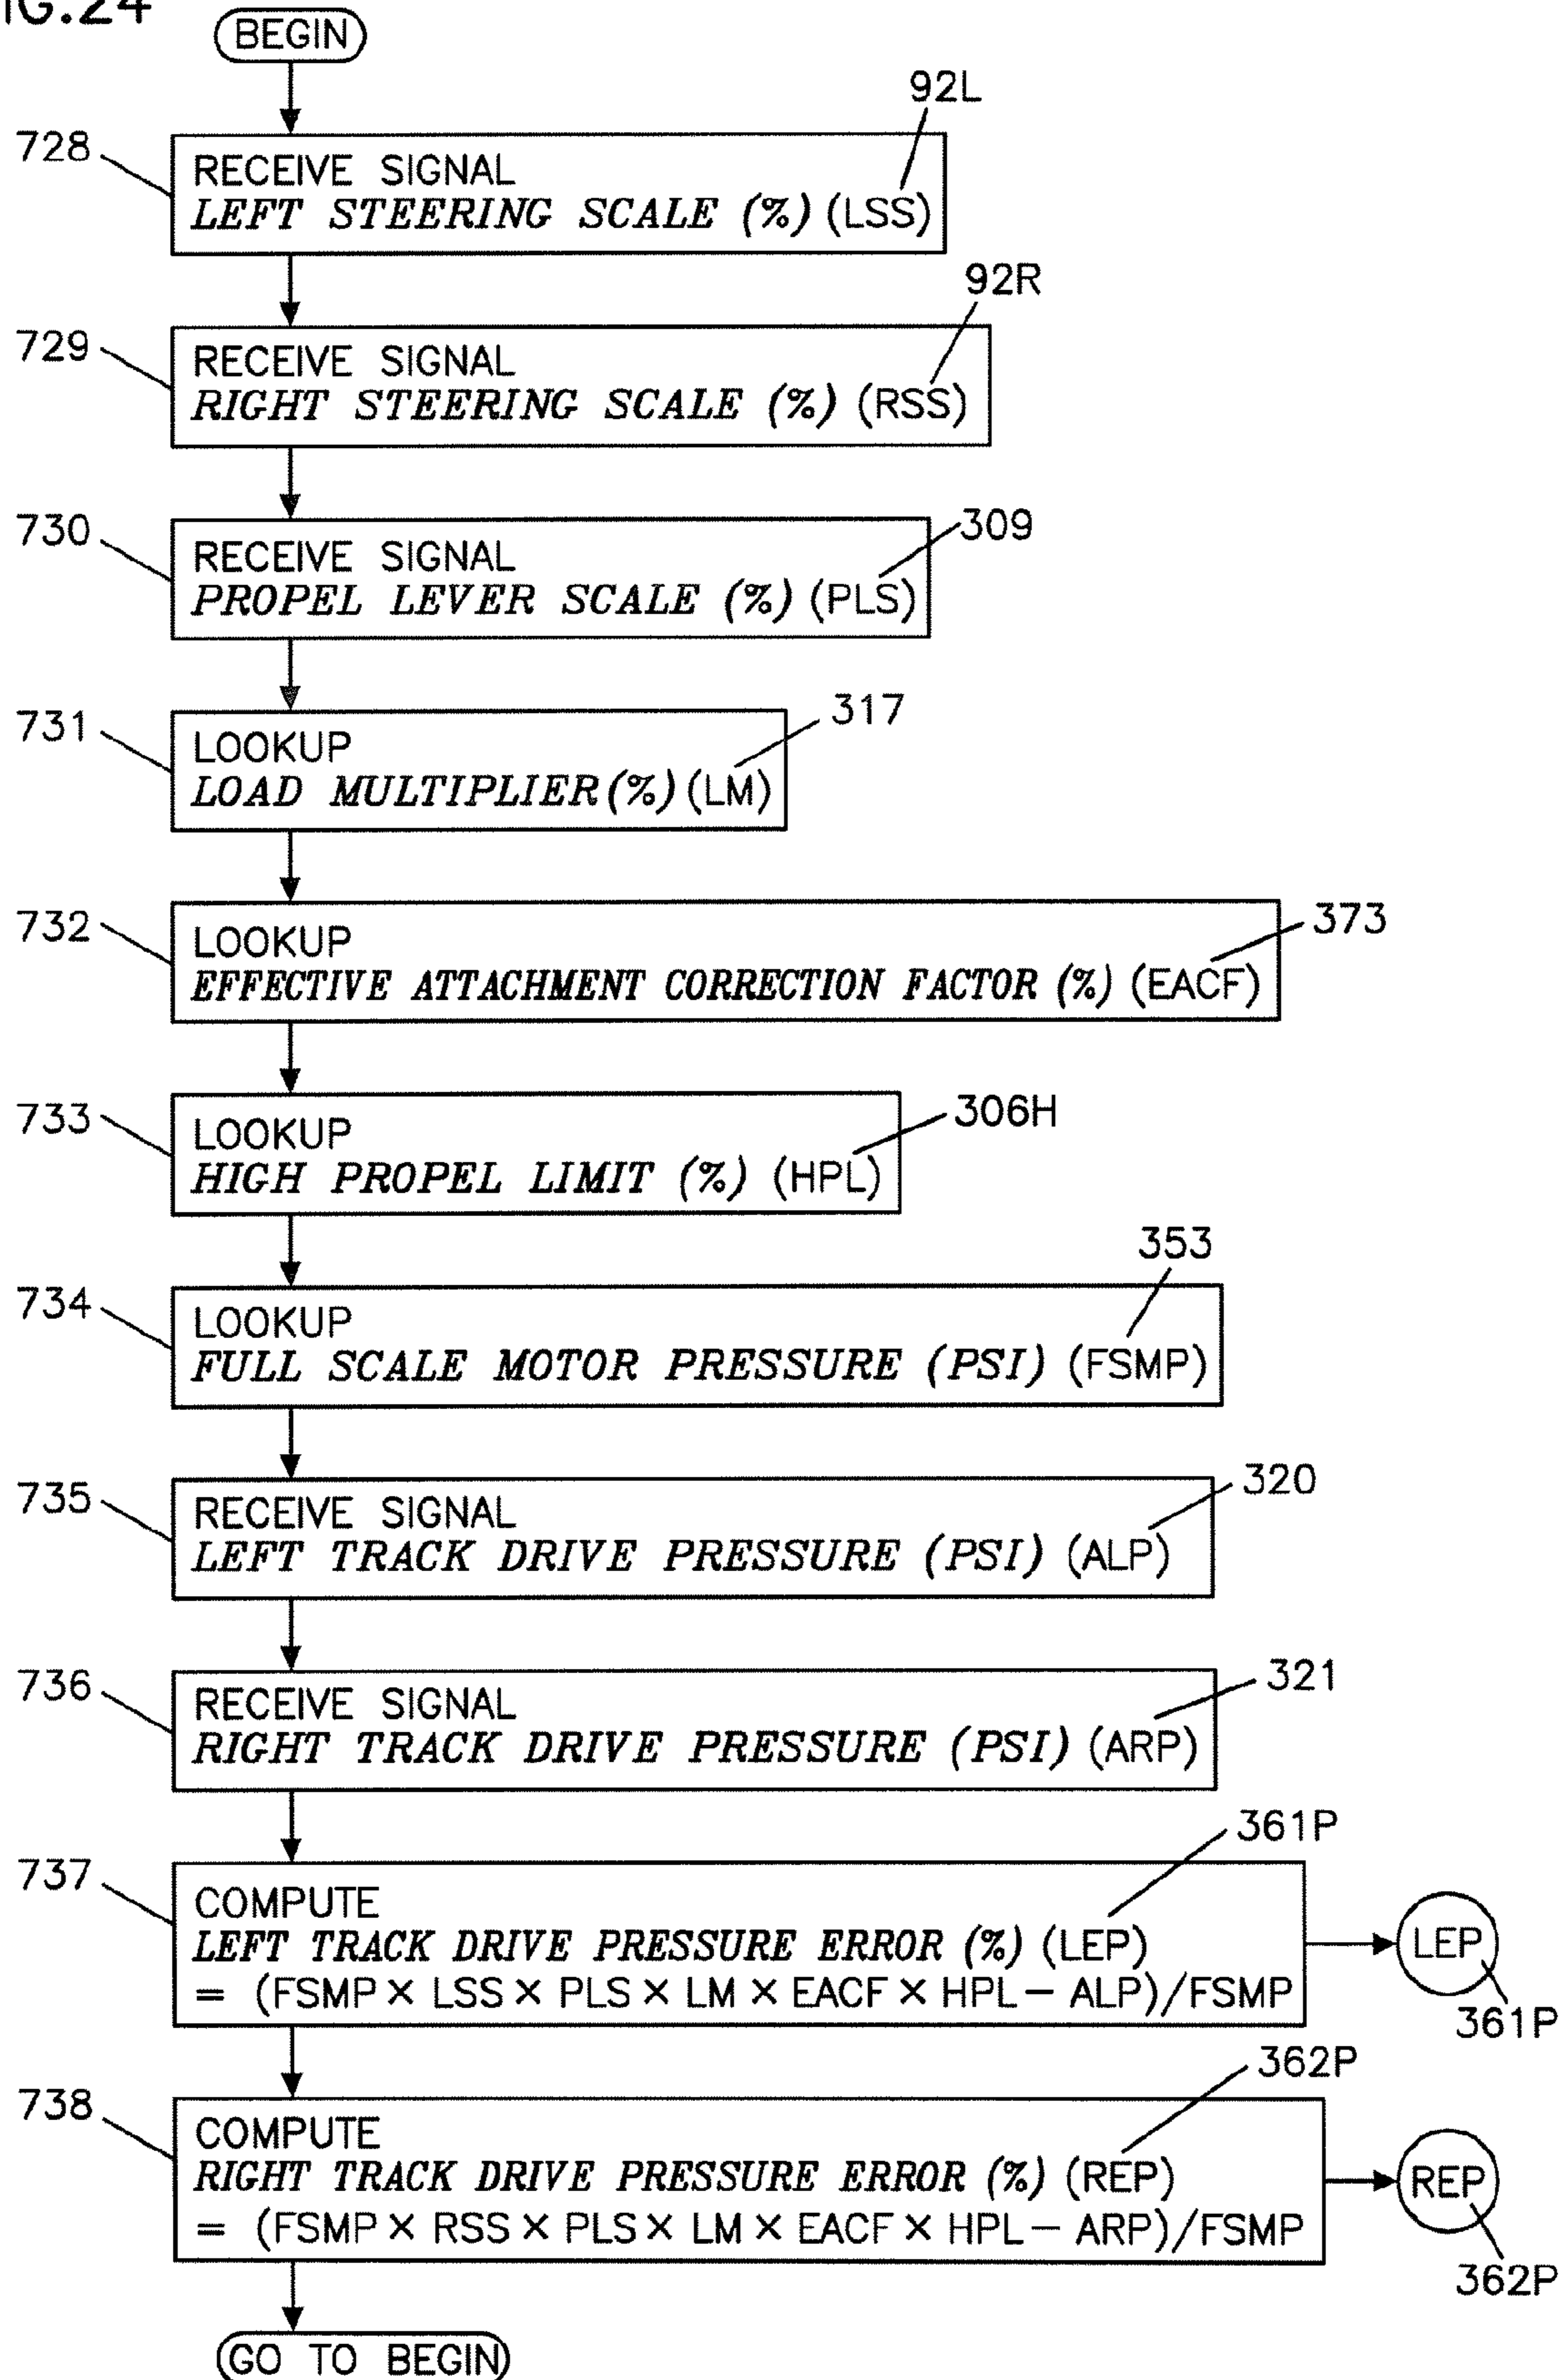 IG.24
BEGIN
92L
728
RECEIVE SIGNAL
LEFT STEERING SCALE (%) (LSS)
92R
729
RECEIVE SIGNAL
RIGHT STEERING SCALE (%) (RSS)
730
309
RECEIVE SIGNAL
PROPEL LEVER SCALE (%) (PLS)
731
317
LOOKUP
LOAD MULTIPLIER(%) (LM)
732
373
LOOKUP
EFFECTIVE ATTACHMENT CORRECTION FACTOR (%) (EACF)
733
306H
LOOKUP
HIGH PROPEL LIMIT (%) (HPL)
353
734
LOOKUP
FULL SCALE MOTOR PRESSURE (PSI) (FSMP)
735
320
RECEIVE SIGNAL
LEFT TRACK DRIVE PRESSURE (PSI) (ALP)
736
321
RECEIVE SIGNAL
RIGHT TRACK DRIVE PRESSURE (PSI) (ARP)
361P
737
COMPUTE
LEFT TRACK DRIVE PRESSURE ERROR (%) (LEP)
= (FSMP × LSS × PLS × LM × EACF × HPL − ALP)/FSMP
LEP
361P
362P
738
COMPUTE
RIGHT TRACK DRIVE PRESSURE ERROR (%) (REP)
= (FSMP × RSS × PLS × LM × EACF × HPL − ARP)/FSMP
REP
362P
GO TO BEGIN